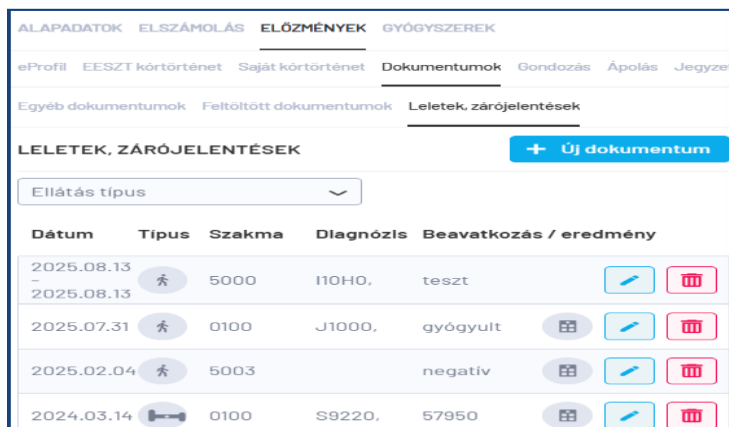 ALAPADATOK ELSZÁMOLÁS ELŐZMÉNYEK GYÓGYSZEREK
eProfil EESZT kórtörténet Saját kórtörténet Dokumentumok Gondozás Ápolás Jegyze
Egyéb dokumentumok Feltöltött dokumentumok Leletek, zárójelentések
LELETEK, ZÁRÓJELENTÉSEK + Új dokumentum
Ellátás típus
Dátum Típus Szakma Diagnózis Beavatkozás / eredmény
2025.08.13
– 5000 I10H0, teszt
2025.08.13
2025.07.31 0100 J1000, gyógyult
2025.02.04 5003 negatív
2024.03.14 0100 S9220, 57950